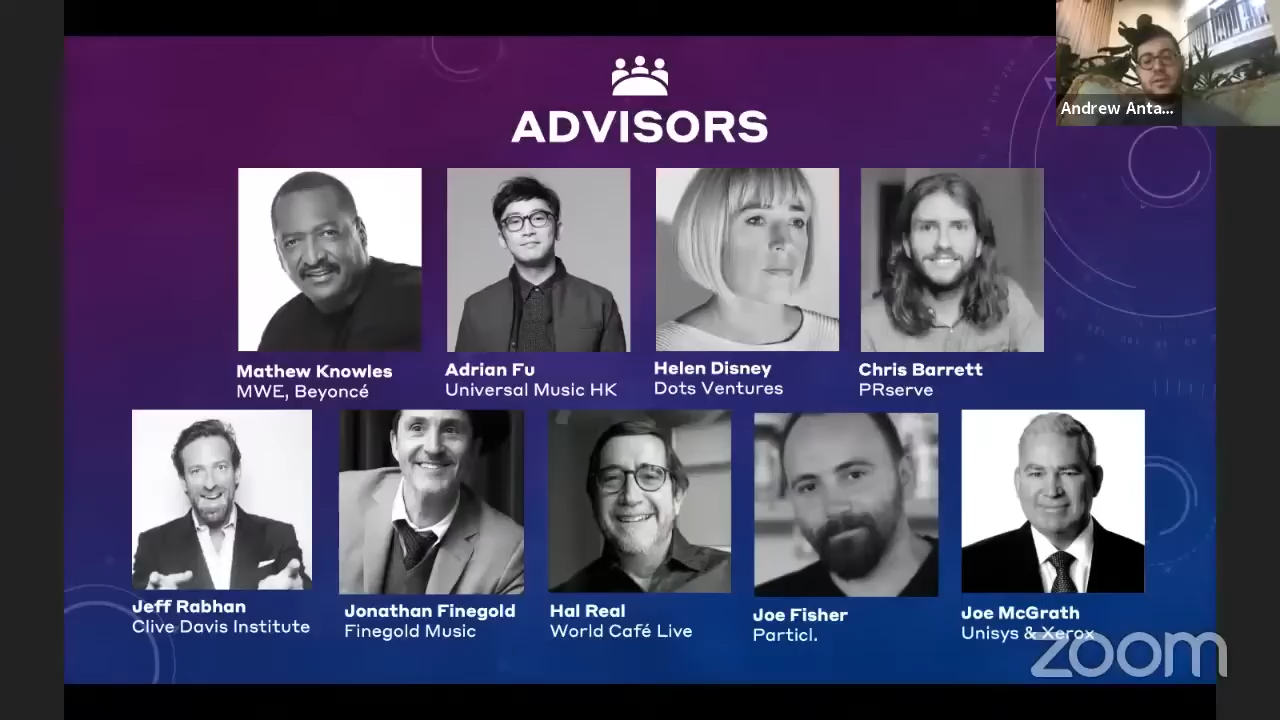 Andrew Anta...
ADVISORS
Mathew Knowles
MWE, Beyoncé
Adrian Fu
Universal Music HK
Helen Disney
Dots Ventures
Chris Barrett
PRserve
Jeff Rabhan
Clive Davis Institute
Jonathan Finegold
Finegold Music
Hal Real
World Café Live
Joe Fisher
Particl.
Joe McGrath
Unisys & Xerox
zoom